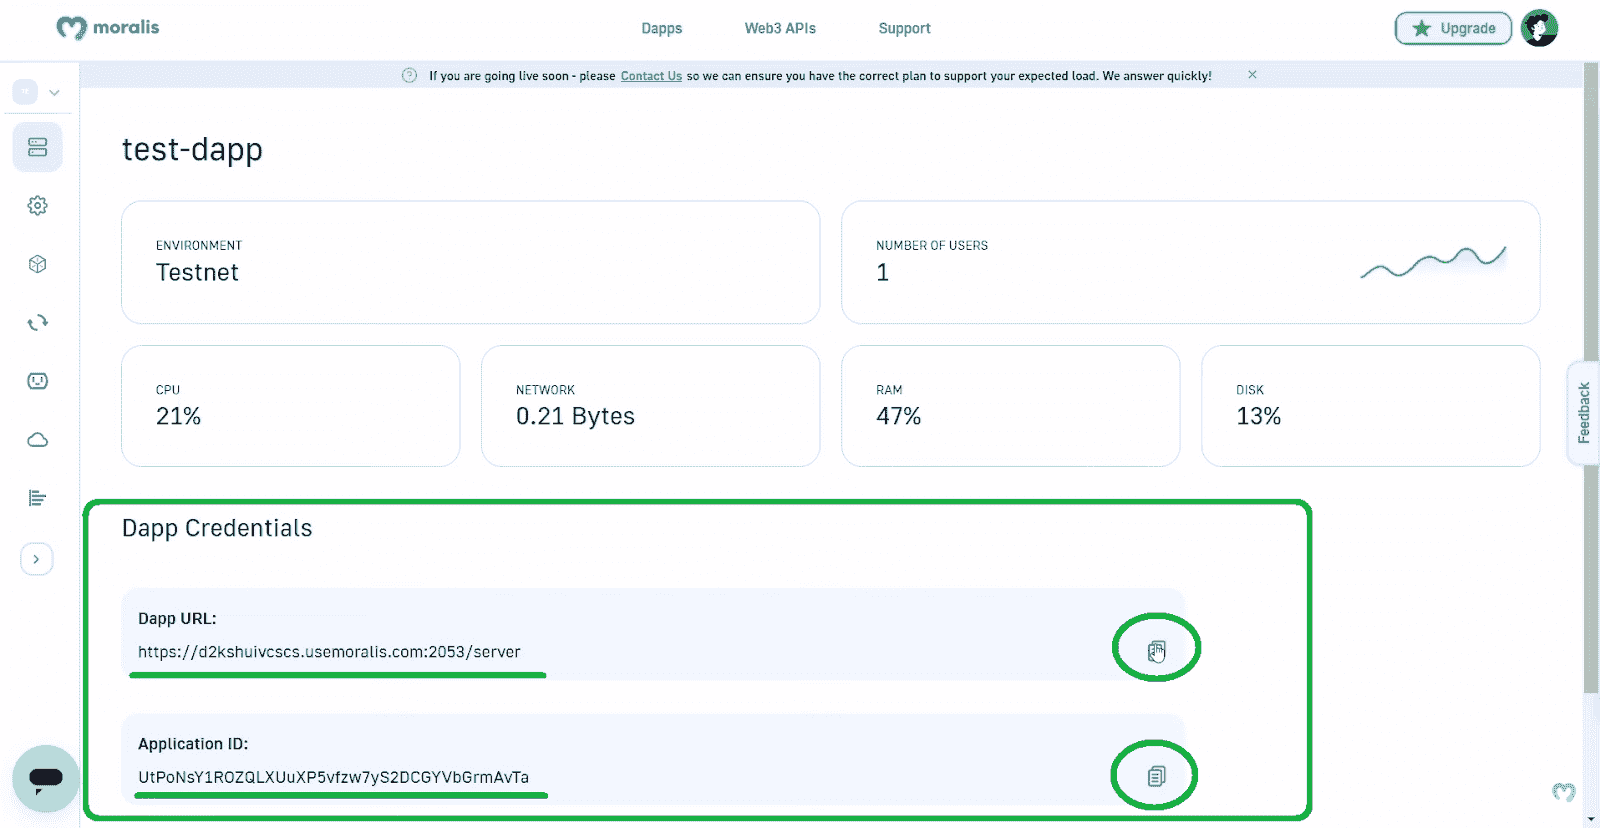 moralis
Dapps
Web3 APIs
Support
Upgrade
If you are going live soon - please Contact Us so we can ensure you have the correct plan to support your expected load. We answer quickly!
test-dapp
ENVIRONMENT
Testnet
NUMBER OF USERS
1
CPU
21%
NETWORK
0.21 Bytes
RAM
47%
DISK
13%
Feedback
Dapp Credentials
Dapp URL:
https://d2kshuivcscs.usemoralis.com:2053/server
Application ID:
UtPoNsY1ROZQLXUuXP5vfzw7yS2DCGYVbGrmAvTa